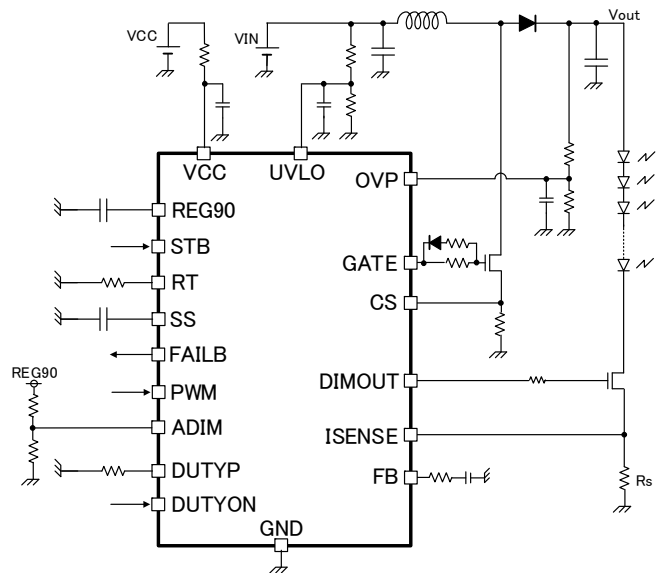 VCC
VIN
Vout
VCC
UVLO
OVP
REG90
STB
GATE
RT
CS
SS
FAILB
REG90
PWM
DIMOUT
ADIM
ISENSE
DUTYP
FB
Rs
DUTYON
GND